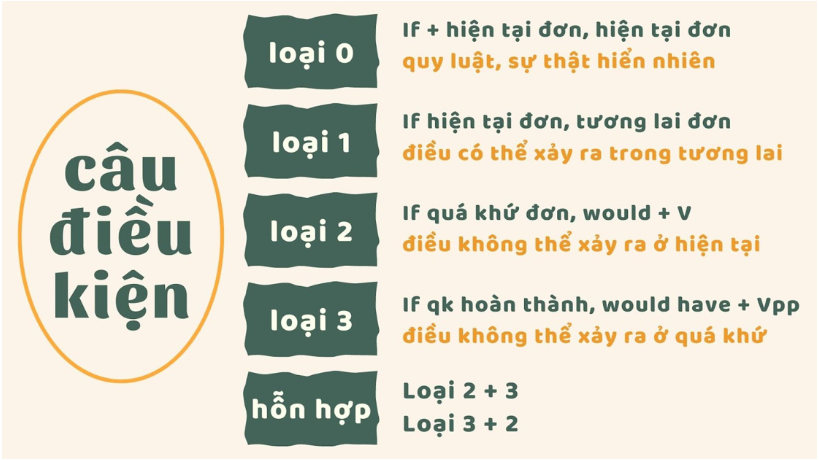 câu
điều
kiện
loại 0
If + hiện tại đơn, hiện tại đơn
quy luật, sự thật hiển nhiên
loại 1
If hiện tại đơn, tương lai đơn
điều có thể xảy ra trong tương lai
loại 2
If quá khứ đơn, would + V
điều không thể xảy ra ở hiện tại
loại 3
If qk hoàn thành, would have + Vpp
điều không thể xảy ra ở quá khứ
hỗn hợp
Loại 2 + 3
Loại 3 + 2